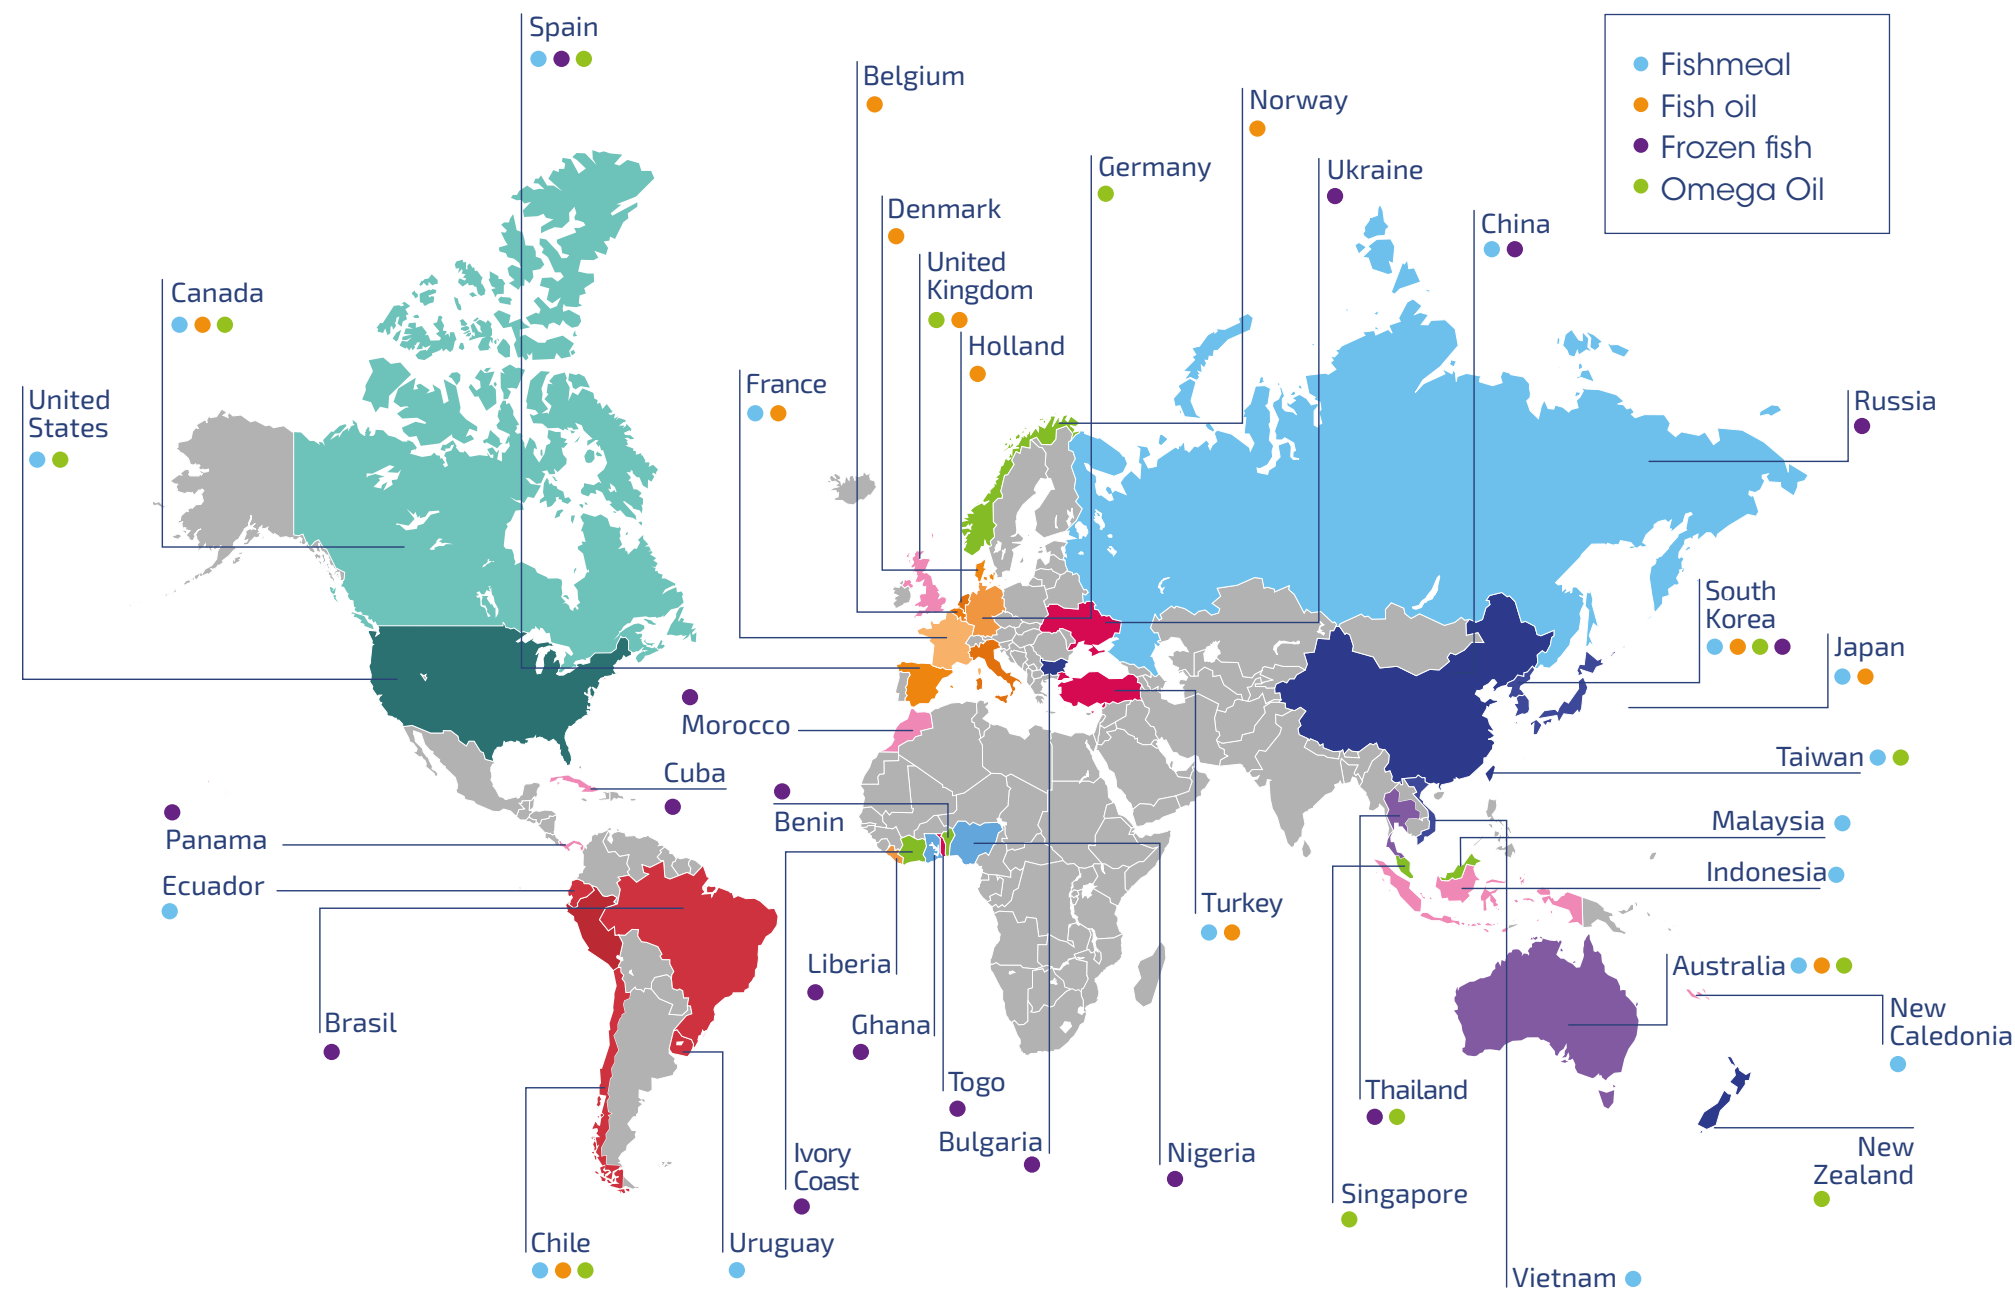 Spain
Belgium
Norway
Germany
Ukraine
Denmark
China
United
Kingdom
Holland
Canada
France
United
States
Russia
Fishmeal
Fish oil
Frozen fish
Omega Oil
South
Korea
Japan
Morocco
Taiwan
Cuba
Benin
Malaysia
Panama
Indonesia
Ecuador
Turkey
Liberia
Australia
Brasil
Ghana
New
Caledonia
Togo
Thailand
Bulgaria
Ivory
Coast
Nigeria
New
Zealand
Singapore
Chile
Uruguay
Vietnam